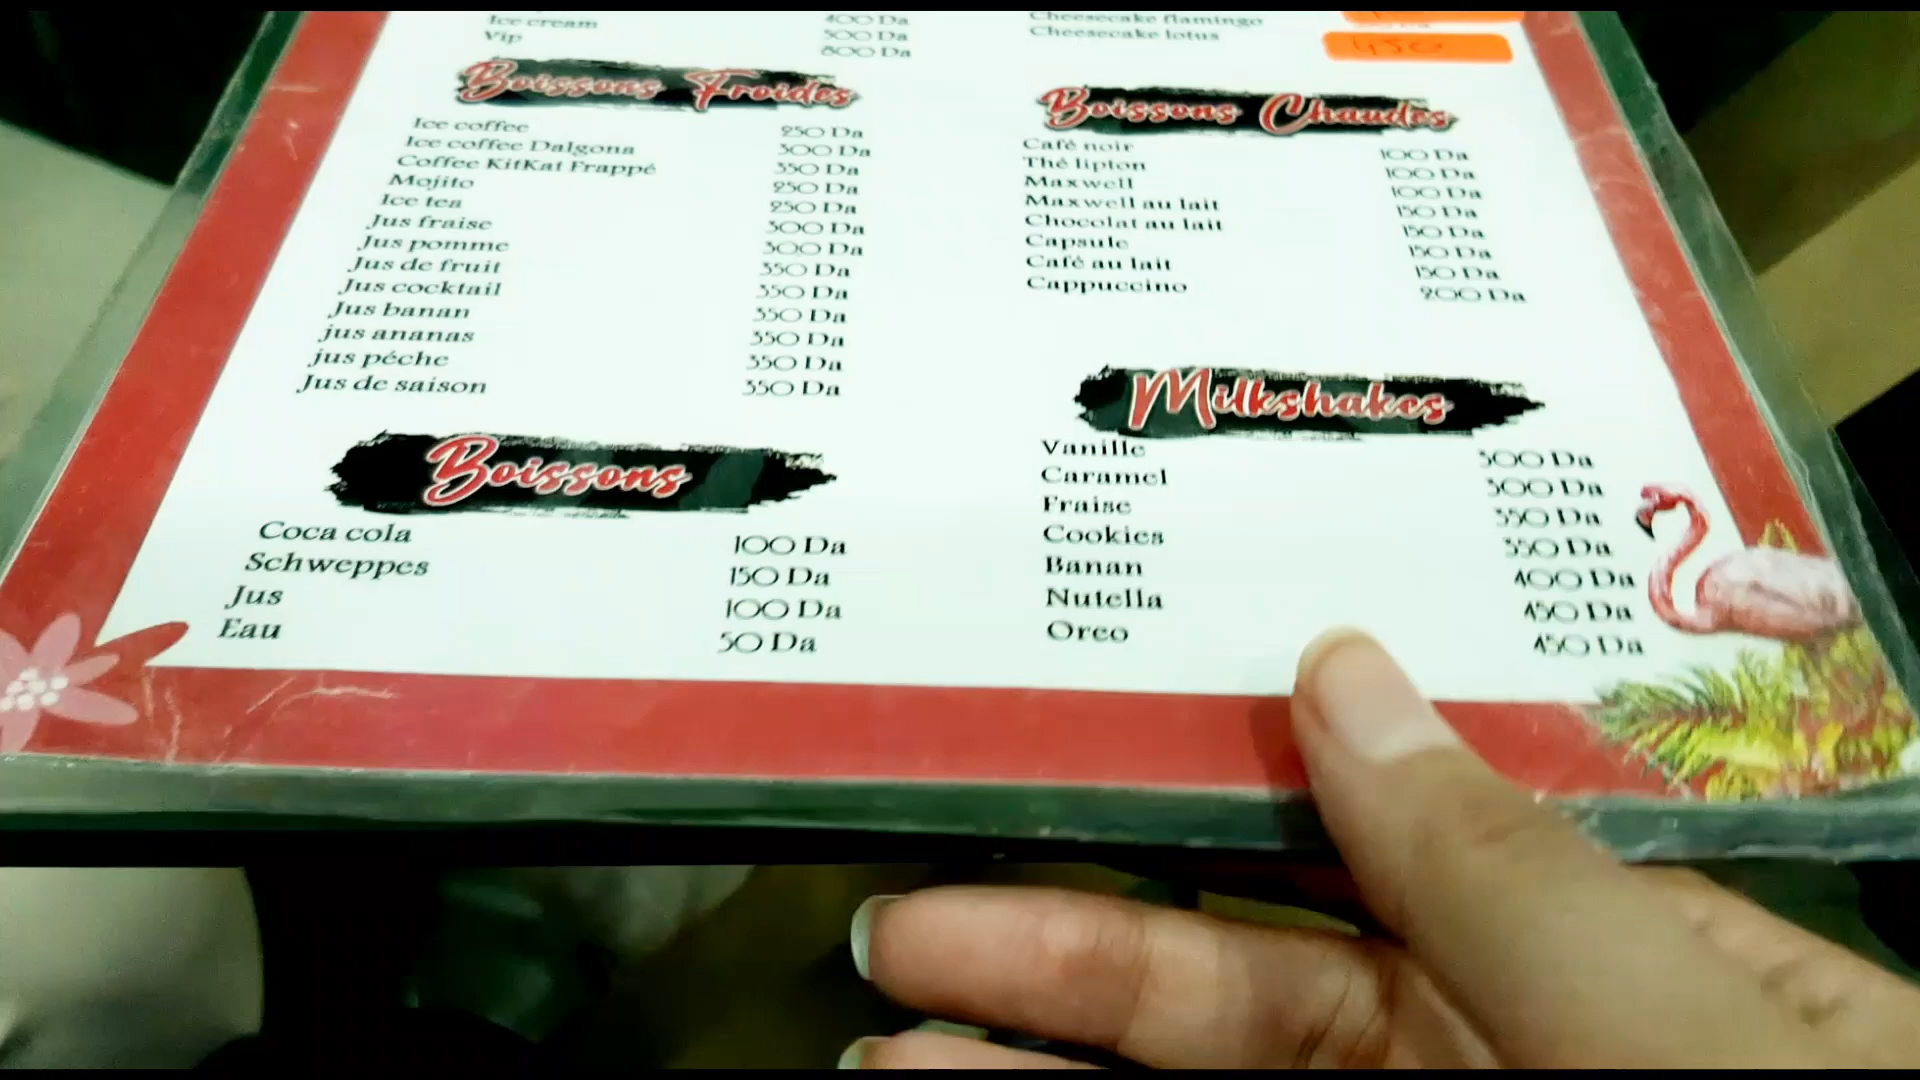 Ice cream
Vip
400 Da
500 Da
800 Da
Cheesecake flamingo
Cheesecake lotus
450
Boissons Froides
Ice coffee 250 Da
Ice coffee Dalgona 300 Da
Coffee KitKat Frappé 350 Da
Mojito 250 Da
Ice tea 250 Da
Jus fraise 300 Da
Jus pomme 300 Da
Jus de fruit 350 Da
Jus cocktail 350 Da
Jus banan 350 Da
jus ananas 350 Da
jus péche 350 Da
Jus de saison 350 Da
Boissons Chaudes
Café noir 100 Da
Thé lipton 100 Da
Maxwell 100 Da
Maxwell au lait 150 Da
Chocolat au lait 150 Da
Capsule 150 Da
Café au lait 150 Da
Cappuccino 200 Da
Boissons
Coca cola 100 Da
Schweppes 150 Da
Jus 100 Da
Eau 50 Da
Milkshakes
Vanille 300 Da
Caramel 300 Da
Fraise 350 Da
Cookies 350 Da
Banan 400 Da
Nutella 450 Da
Oreo 450 Da